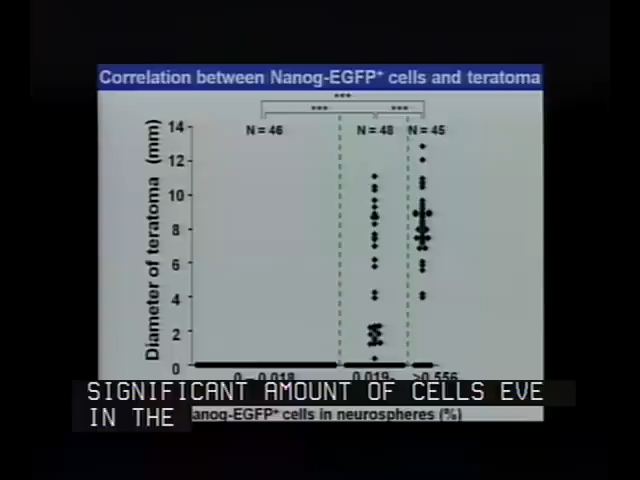 Correlation between Nanog-EGFP⁺ cells and teratoma
***
*** ***
N = 46 N = 48 N = 45
Diameter of teratoma (mm)
14
12
10
8
6
4
2
0
0 - 0.018 0.019- >0.556
SIGNIFICANT AMOUNT OF CELLS EVE
IN THE
anog-EGFP⁺ cells in neurospheres (%)